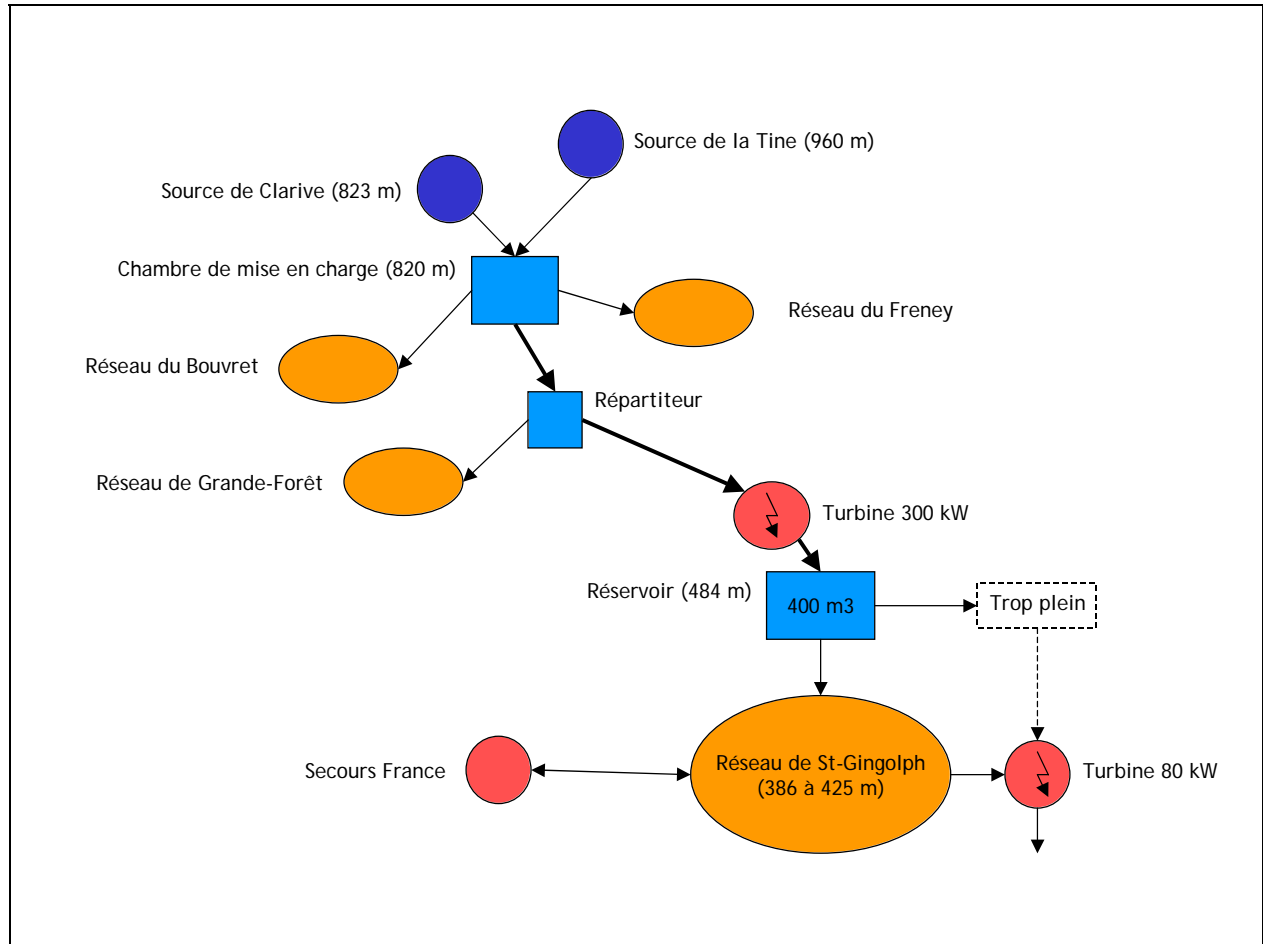 Source de la Tine (960 m)
Source de Clarive (823 m)
Chambre de mise en charge (820 m)
Réseau du Freney
Réseau du Bouvret
Répartiteur
Réseau de Grande-Forêt
Turbine 300 kW
Réservoir (484 m)
400 m3
Trop plein
Réseau de St-Gingolph
(386 à 425 m)
Secours France
Turbine 80 kW